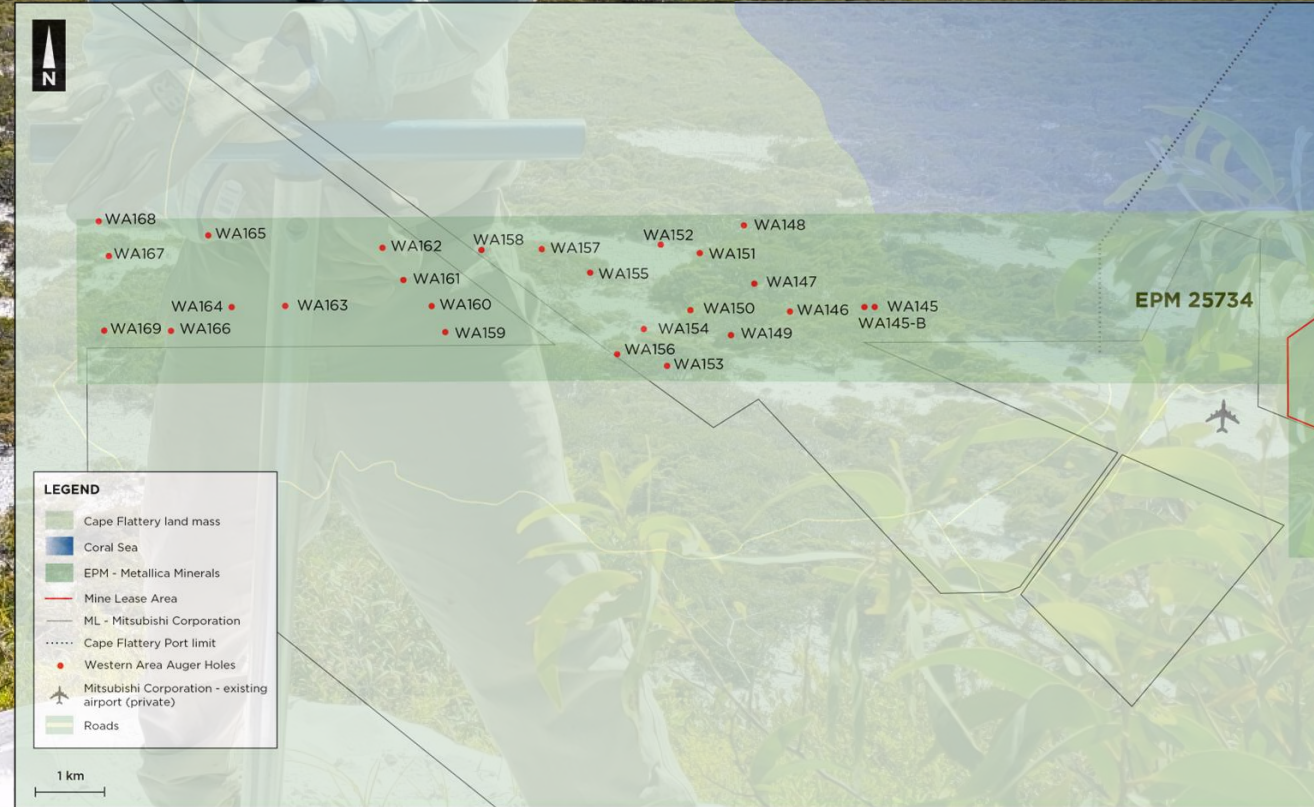 N
WA168
WA165
WA148
WA152
WA158
WA162
WA157
WA151
WA167
WA155
WA161
WA147
WA164
WA163
WA160
WA150
WA146
WA145
WA145-B
EPM 25734
WA169
WA166
WA159
WA154
WA149
WA156
WA153
LEGEND
Cape Flattery land mass
Coral Sea
EPM - Metallica Minerals
Mine Lease Area
ML - Mitsubishi Corporation
Cape Flattery Port limit
Western Area Auger Holes
Mitsubishi Corporation - existing
airport (private)
Roads
1 km